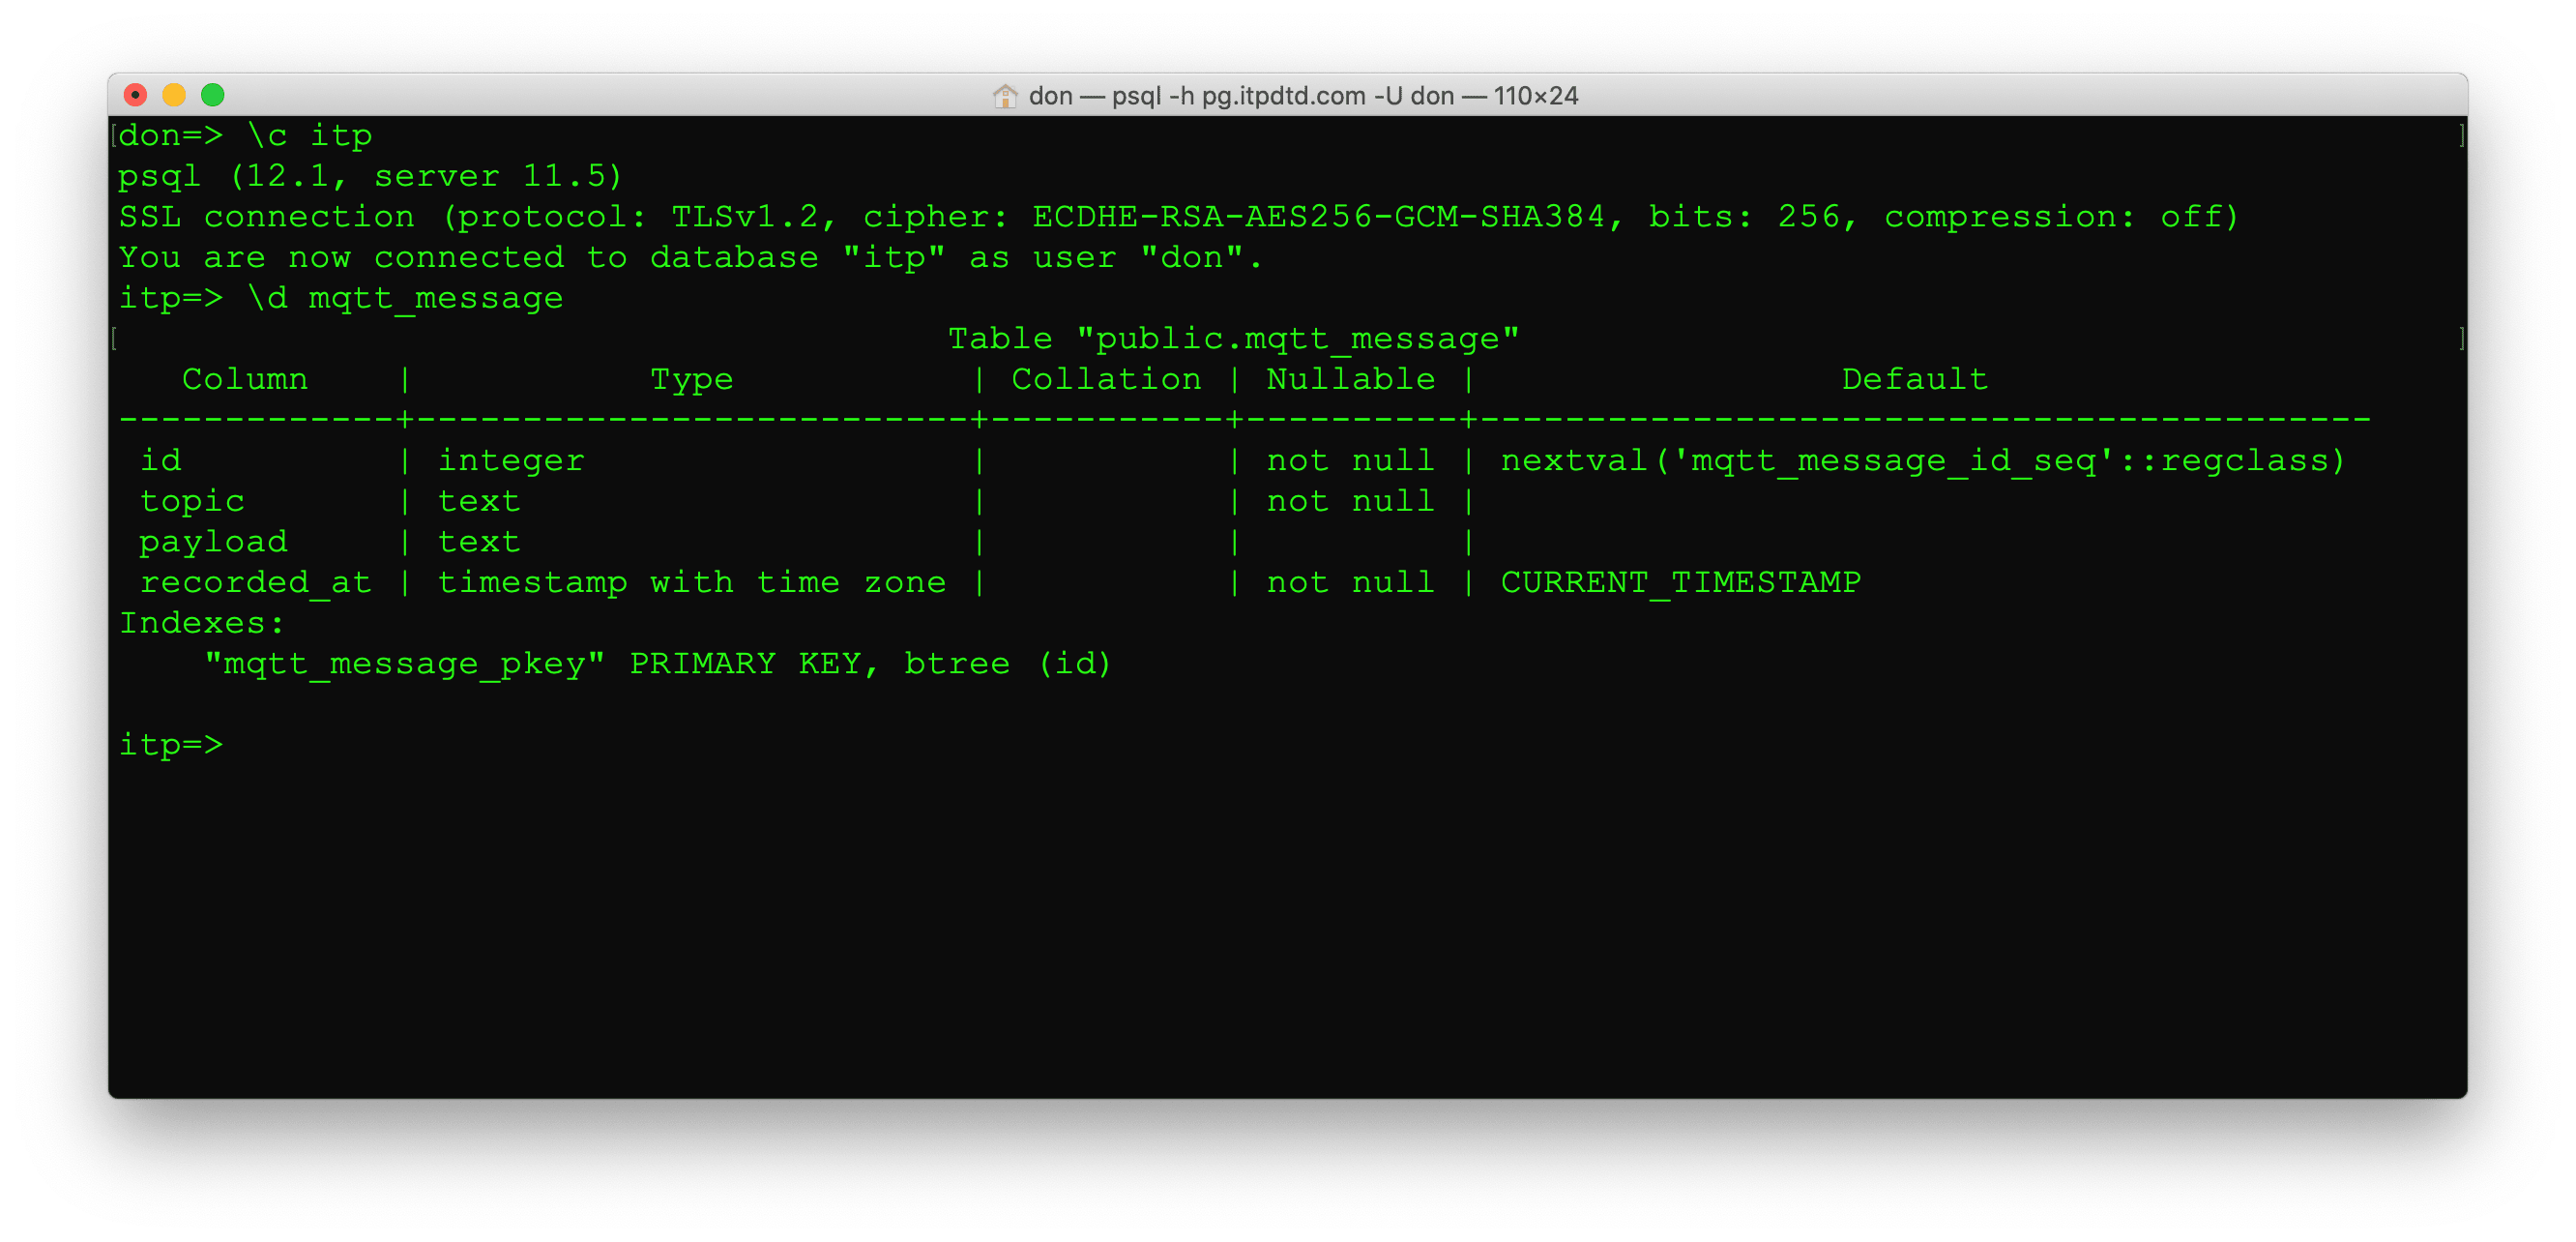 don — psql -h pg.itpdtd.com -U don — 110×24
[don=> \c itp ]
psql (12.1, server 11.5)
SSL connection (protocol: TLSv1.2, cipher: ECDHE-RSA-AES256-GCM-SHA384, bits: 256, compression: off)
You are now connected to database "itp" as user "don".
itp=> \d mqtt_message
[                                       Table "public.mqtt_message" ]
   Column    |           Type           | Collation | Nullable |                 Default
-------------+--------------------------+-----------+----------+------------------------------------------
 id          | integer                  |           | not null | nextval('mqtt_message_id_seq'::regclass)
 topic       | text                     |           | not null |
 payload     | text                     |           |          |
 recorded_at | timestamp with time zone |           | not null | CURRENT_TIMESTAMP
Indexes:
    "mqtt_message_pkey" PRIMARY KEY, btree (id)
itp=>